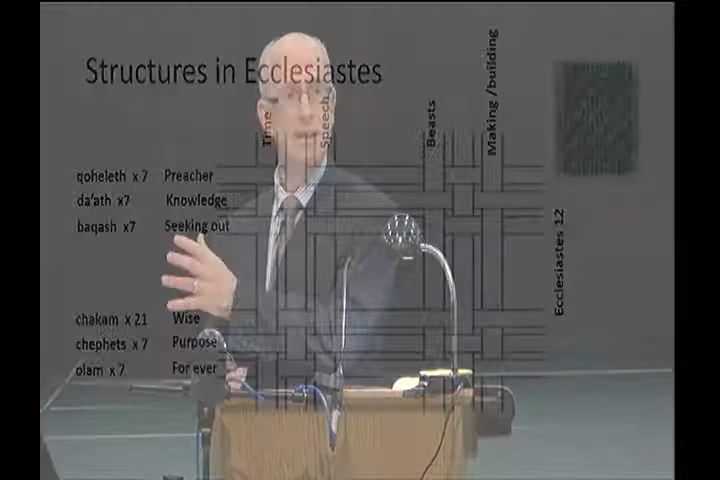 Structures in Ecclesiastes
Time
Speech
Beasts
Making /building
qoheleth x 7 Preacher
da'ath x7 Knowledge
baqash x7 Seeking out
Ecclesiastes 12
chakam x 21 Wise
chephets x 7 Purpose
olam x 7 For ever